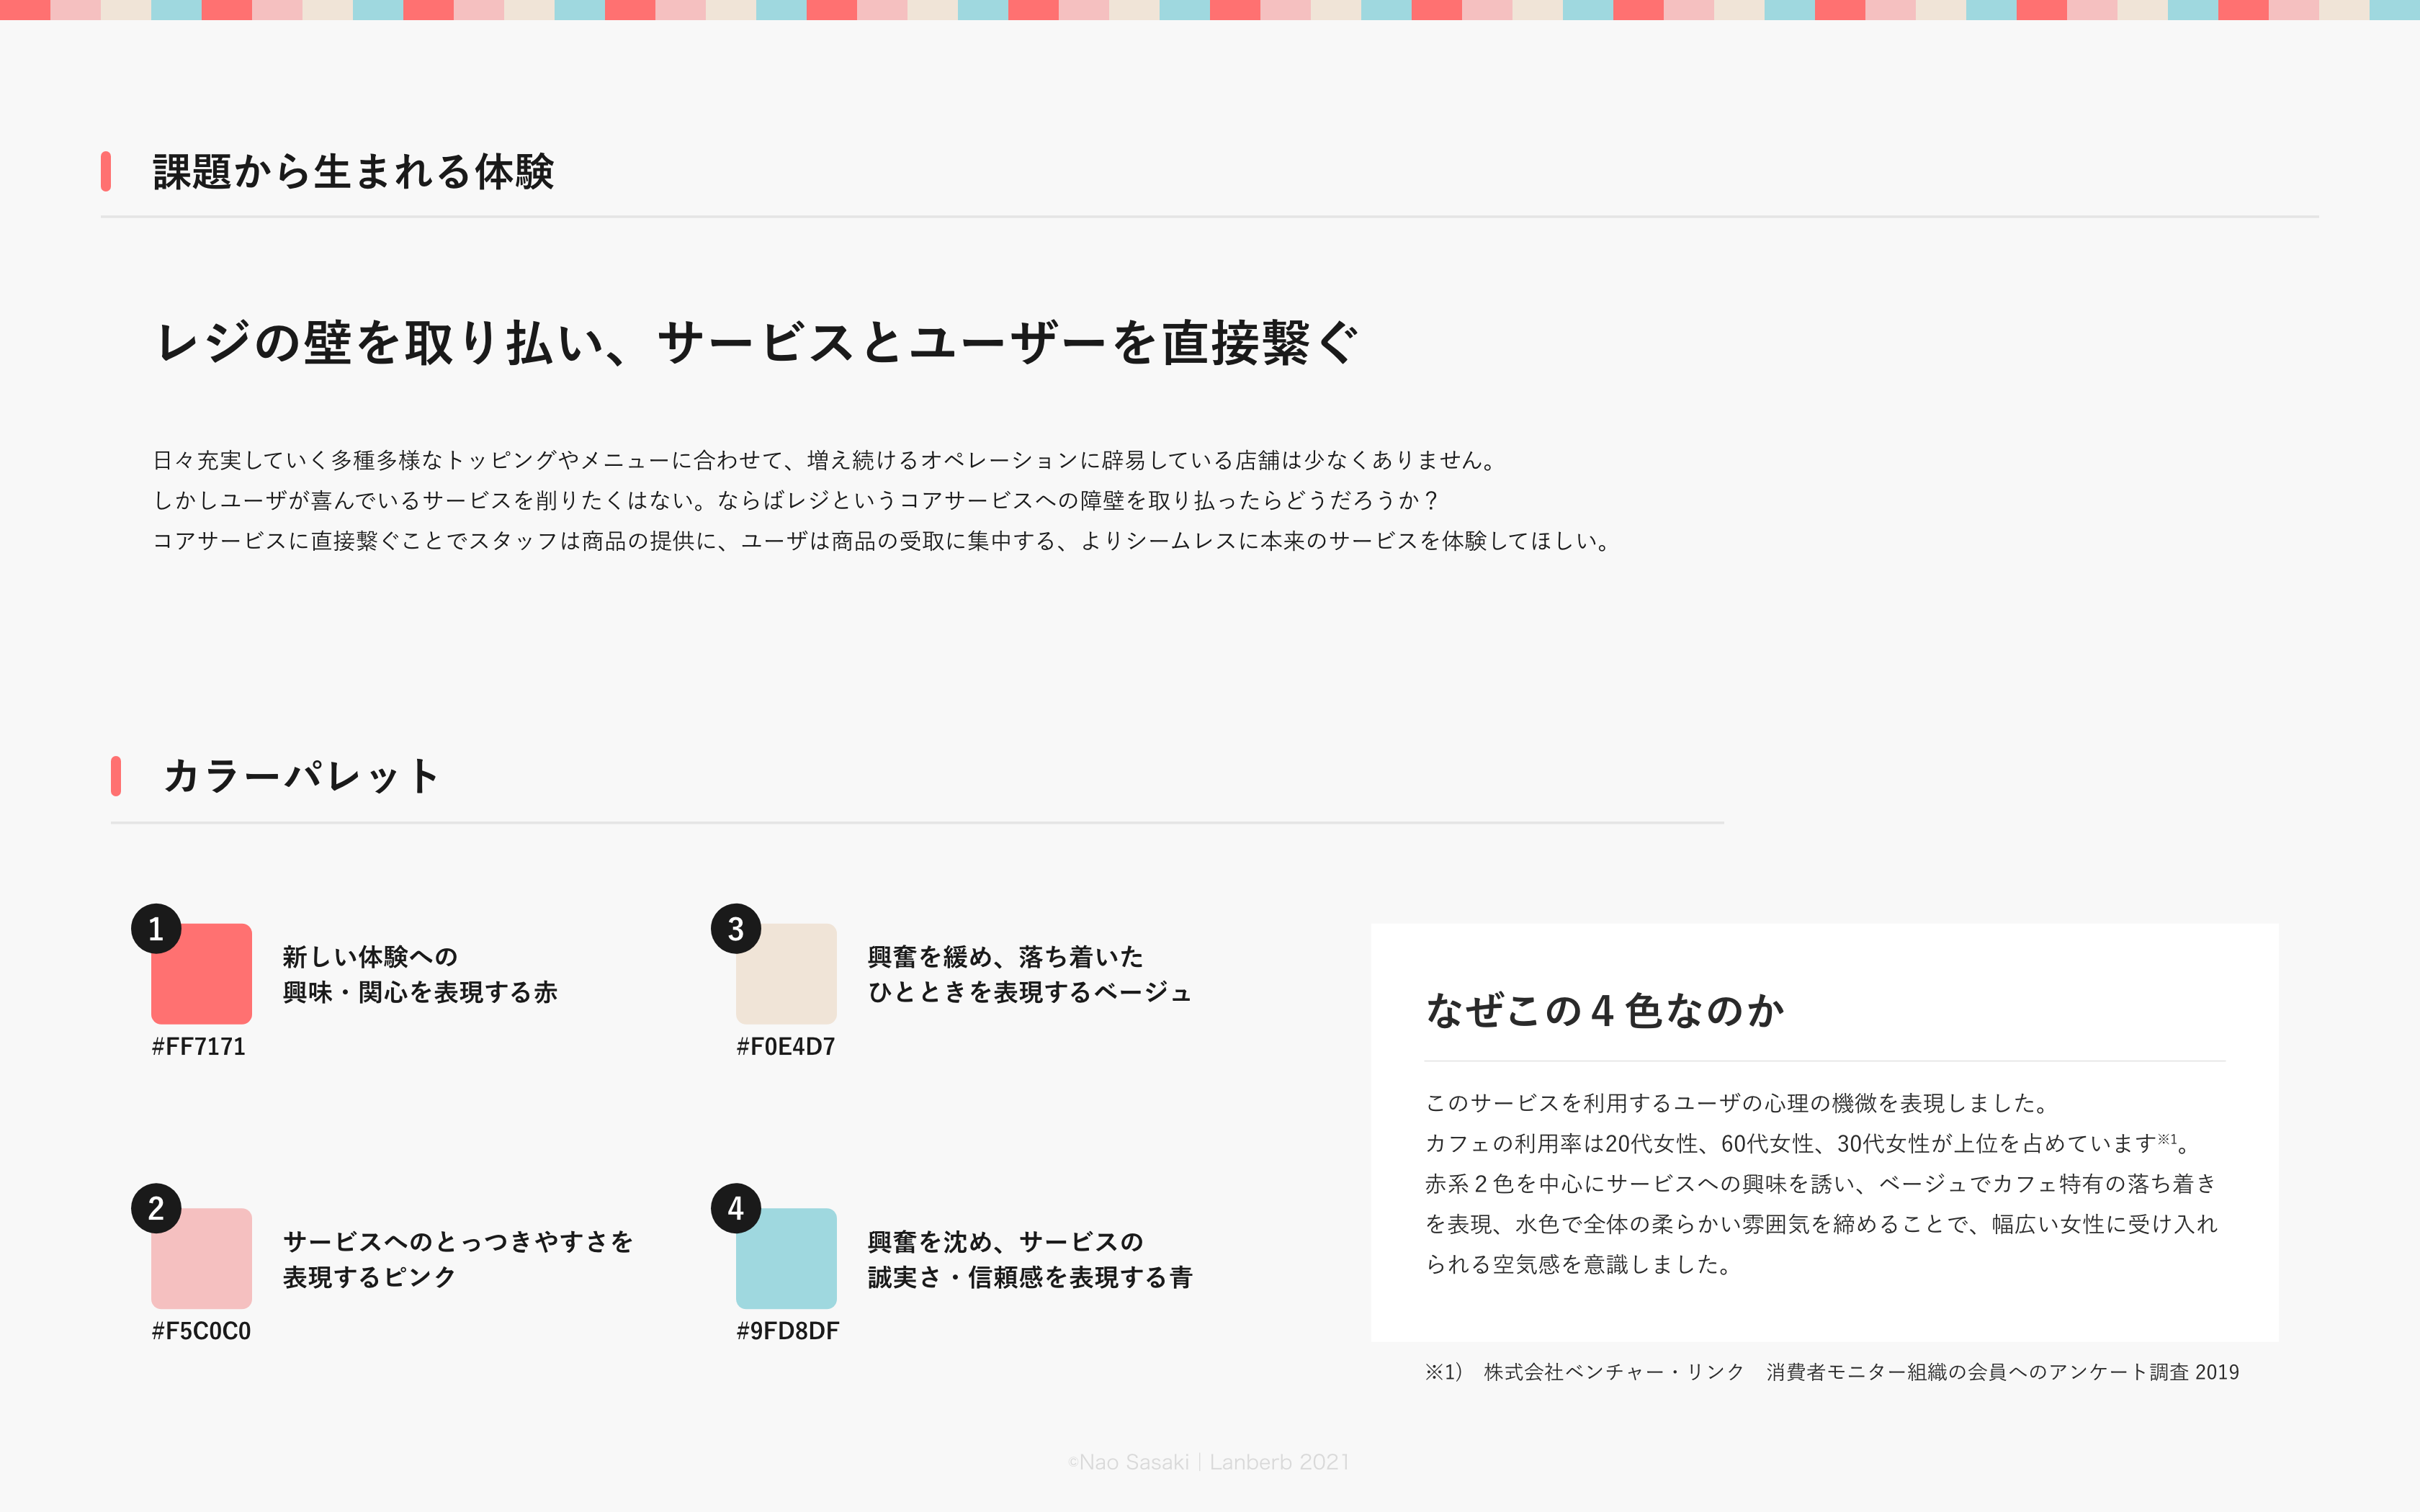 課題から生まれる体験
レジの壁を取り払い、サービスとユーザーを直接繋ぐ
日々充実していく多種多様なトッピングやメニューに合わせて、増え続けるオペレーションに辟易している店舗は少なくありません。
しかしユーザが喜んでいるサービスを削りたくはない。ならばレジというコアサービスへの障壁を取り払ったらどうだろうか？
コアサービスに直接繋ぐことでスタッフは商品の提供に、ユーザは商品の受取に集中する、よりシームレスに本来のサービスを体験してほしい。
カラーパレット
1
新しい体験への
興味・関心を表現する赤
#FF7171
2
サービスへのとっつきやすさを
表現するピンク
#F5C0C0
3
興奮を緩め、落ち着いた
ひとときを表現するベージュ
#F0E4D7
4
興奮を沈め、サービスの
誠実さ・信頼感を表現する青
#9FD8DF
なぜこの４色なのか
このサービスを利用するユーザの心理の機微を表現しました。
カフェの利用率は20代女性、60代女性、30代女性が上位を占めています※1。
赤系２色を中心にサービスへの興味を誘い、ベージュでカフェ特有の落ち着き
を表現、水色で全体の柔らかい雰囲気を締めることで、幅広い女性に受け入れ
られる空気感を意識しました。
※1)　株式会社ベンチャー・リンク　消費者モニター組織の会員へのアンケート調査 2019
©Nao Sasaki｜Lanberb 2021